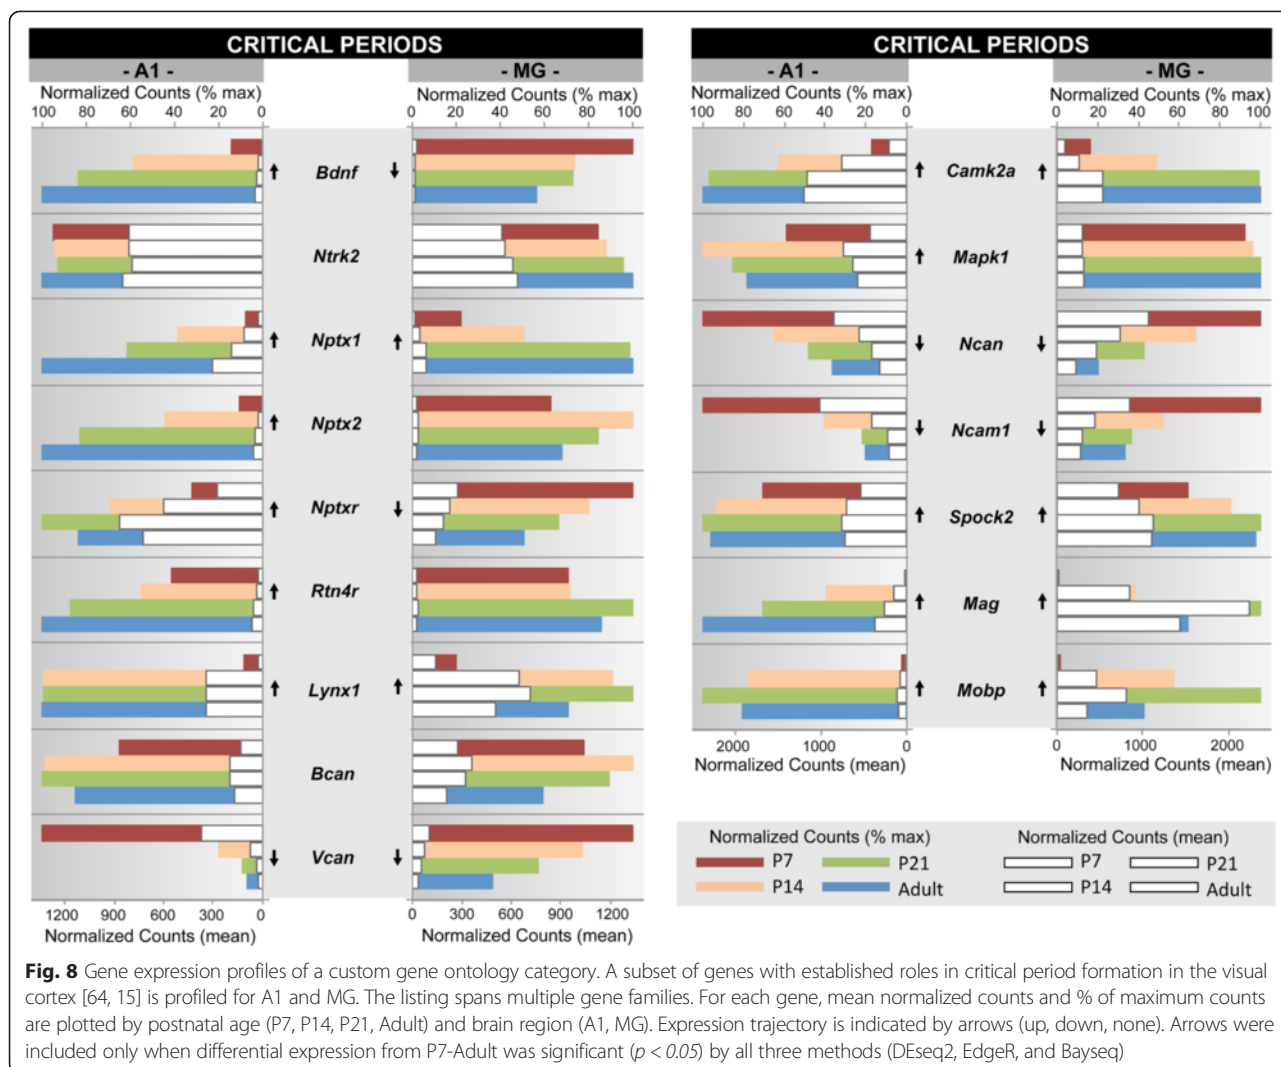 CRITICAL PERIODS
- A1 -
- MG -
Normalized Counts (% max)
Normalized Counts (% max)
100 80 60 40 20 0
0 20 40 60 80 100
Bdnf
Ntrk2
Nptx1
Nptx2
Nptxr
Rtn4r
Lynx1
Bcan
Vcan
1200 900 600 300 0
0 300 600 900 1200
Normalized Counts (mean)
Normalized Counts (mean)
CRITICAL PERIODS
- A1 -
- MG -
Normalized Counts (% max)
Normalized Counts (% max)
100 80 60 40 20 0
0 20 40 60 80 100
Camk2a
Mapk1
Ncan
Ncam1
Spock2
Mag
Mobp
2000 1000 0
0 1000 2000
Normalized Counts (mean)
Normalized Counts (mean)
Normalized Counts (% max)
P7 P21
P14 Adult
Normalized Counts (mean)
P7 P21
P14 Adult
Fig. 8 Gene expression profiles of a custom gene ontology category. A subset of genes with established roles in critical period formation in the visual
cortex [64, 15] is profiled for A1 and MG. The listing spans multiple gene families. For each gene, mean normalized counts and % of maximum counts
are plotted by postnatal age (P7, P14, P21, Adult) and brain region (A1, MG). Expression trajectory is indicated by arrows (up, down, none). Arrows were
included only when differential expression from P7-Adult was significant (p < 0.05) by all three methods (DEseq2, EdgeR, and Bayseq)